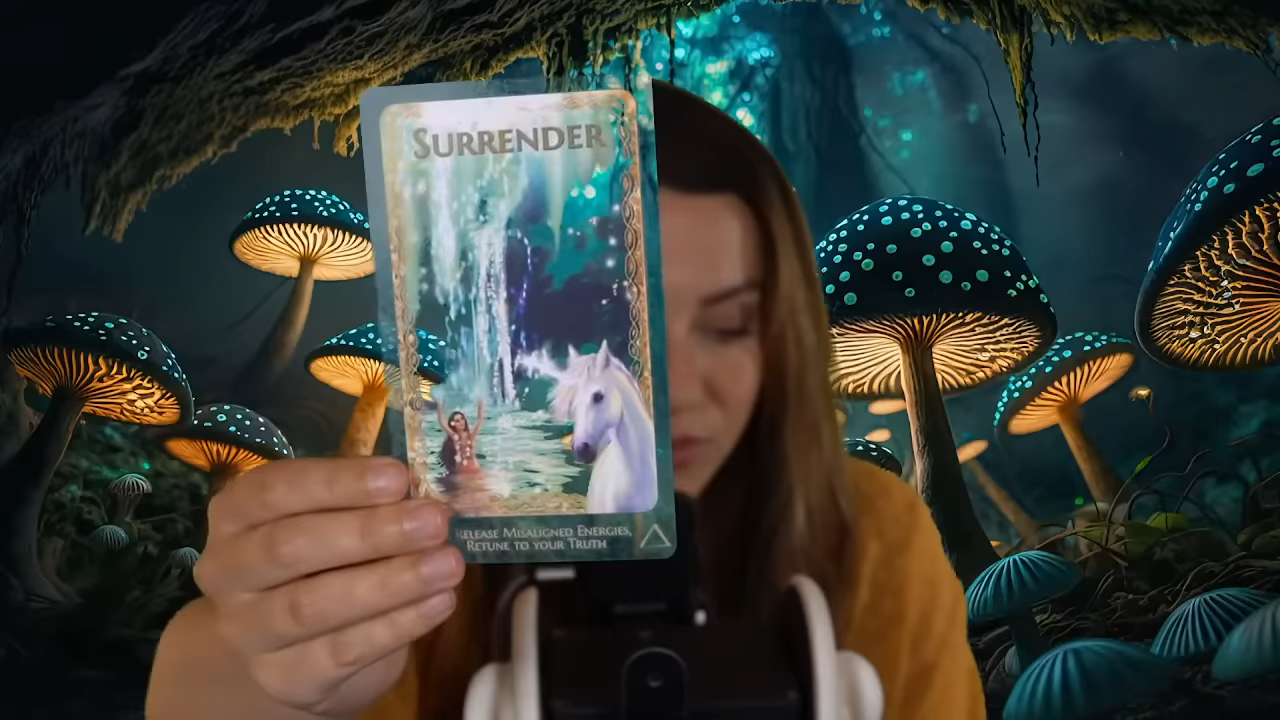 SURRENDER
RELEASE MISALIGNED ENERGIES,
RETUNE TO YOUR TRUTH